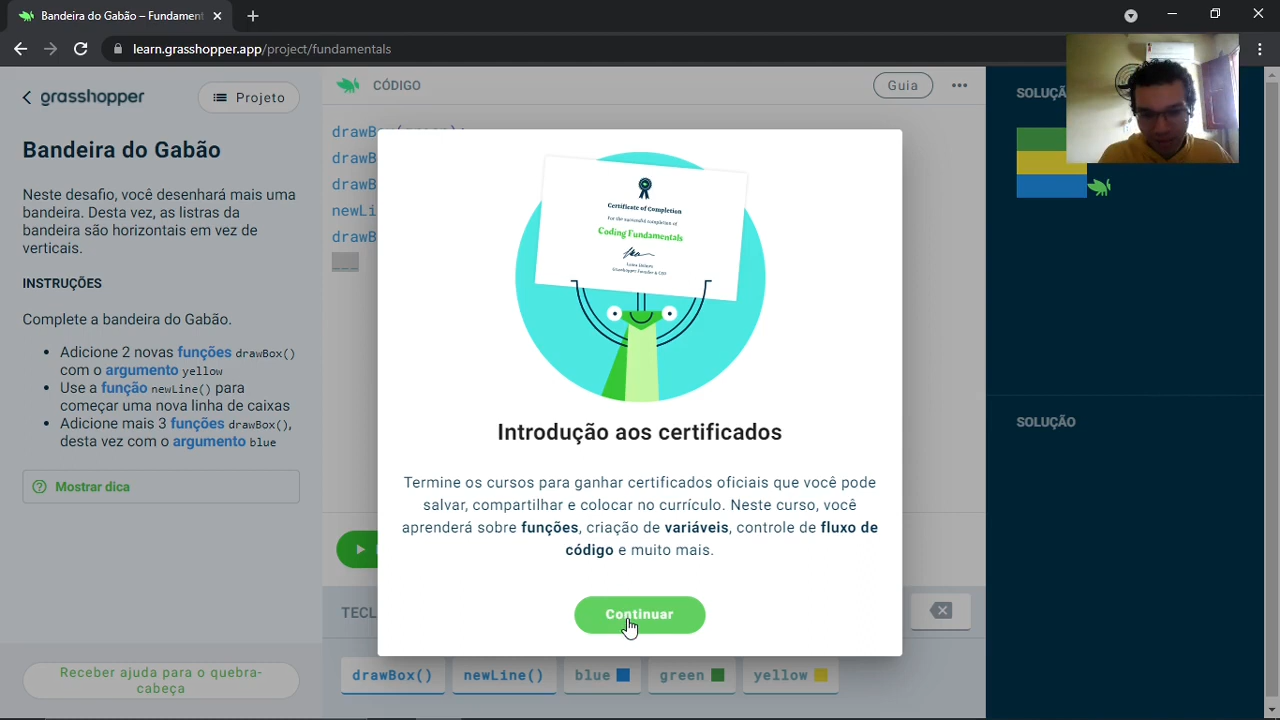 Bandeira do Gabão – Fundament
learn.grasshopper.app/project/fundamentals
grasshopper
Projeto
CÓDIGO
Guia
SOLUÇÃ
Bandeira do Gabão
Neste desafio, você desenhará mais uma
bandeira. Desta vez, as listras da
bandeira são horizontais em vez de
verticais.
INSTRUÇÕES
Complete a bandeira do Gabão.
• Adicione 2 novas funções drawBox()
com o argumento yellow
• Use a função newLine() para
começar uma nova linha de caixas
• Adicione mais 3 funções drawBox(),
desta vez com o argumento blue
Mostrar dica
Receber ajuda para o quebra-
cabeça
drawB
drawB
drawB
newLi
drawB
Certificate of Completion
For the successful completion of
Coding Fundamentals
Introdução aos certificados
Termine os cursos para ganhar certificados oficiais que você pode
salvar, compartilhar e colocar no currículo. Neste curso, você
aprenderá sobre funções, criação de variáveis, controle de fluxo de
código e muito mais.
Continuar
SOLUÇÃO
TECL
drawBox()
newLine()
blue
green
yellow